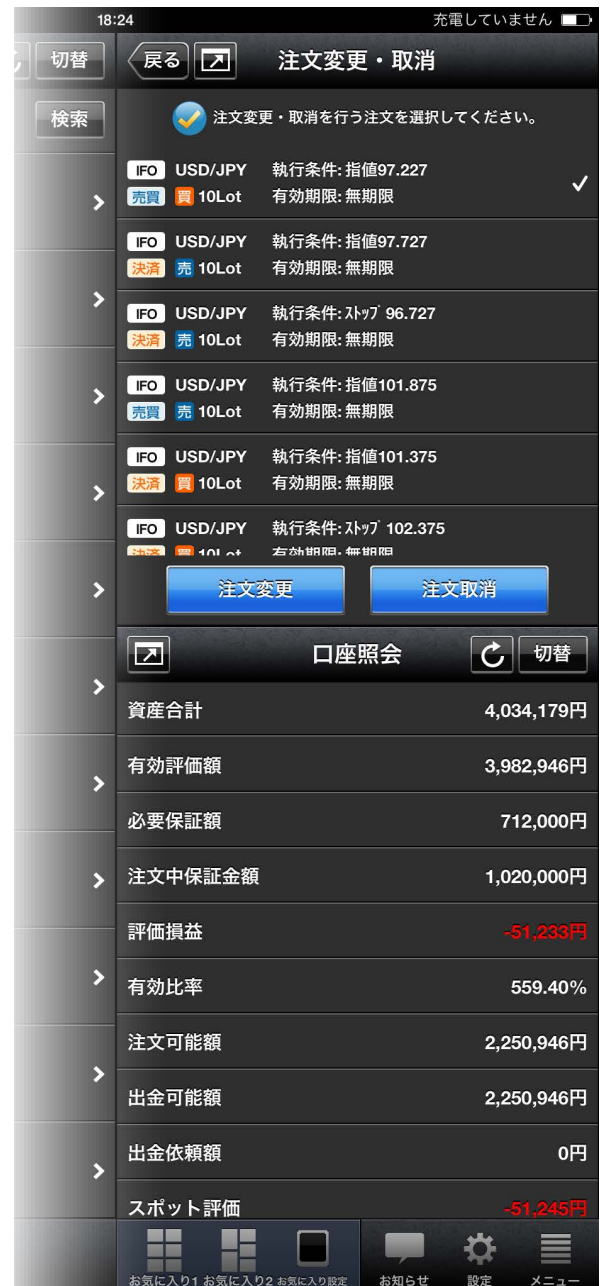 18:24
充電していません
切替
戻る
注文変更・取消
検索
注文変更・取消を行う注文を選択してください。
IFO USD/JPY 執行条件:指値97.227
売買 買 10Lot 有効期限:無期限
IFO USD/JPY 執行条件:指値97.727
決済 売 10Lot 有効期限:無期限
IFO USD/JPY 執行条件:ｽﾄｯﾌﾟ 96.727
決済 売 10Lot 有効期限:無期限
IFO USD/JPY 執行条件:指値101.875
売買 売 10Lot 有効期限:無期限
IFO USD/JPY 執行条件:指値101.375
決済 買 10Lot 有効期限:無期限
IFO USD/JPY 執行条件:ｽﾄｯﾌﾟ 102.375
決済 買 10Lot 有効期限:無期限
注文変更 注文取消
口座照会 切替
資産合計 4,034,179円
有効評価額 3,982,946円
必要保証額 712,000円
注文中保証金額 1,020,000円
評価損益 -51,233円
有効比率 559.40%
注文可能額 2,250,946円
出金可能額 2,250,946円
出金依頼額 0円
スポット評価 -51,245円
お気に入り1 お気に入り2 お気に入り設定 お知らせ 設定 メニュー